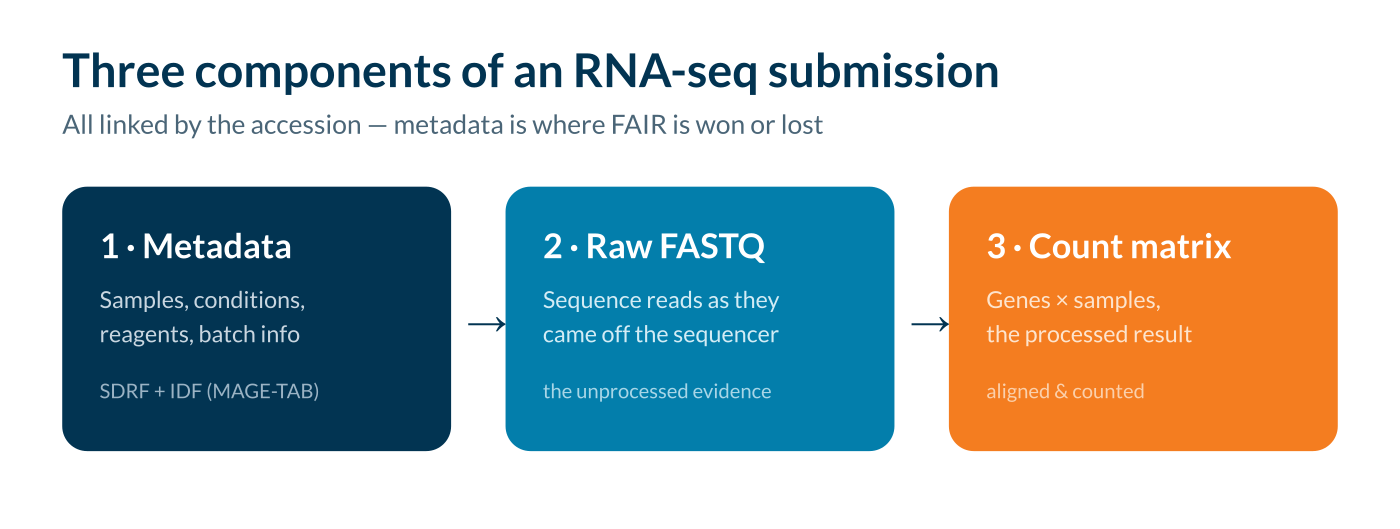 Three components of an RNA-seq submission
All linked by the accession — metadata is where FAIR is won or lost
1 · Metadata
Samples, conditions,
reagents, batch info
SDRF + IDF (MAGE-TAB)
→
2 · Raw FASTQ
Sequence reads as they
came off the sequencer
the unprocessed evidence
→
3 · Count matrix
Genes × samples,
the processed result
aligned & counted